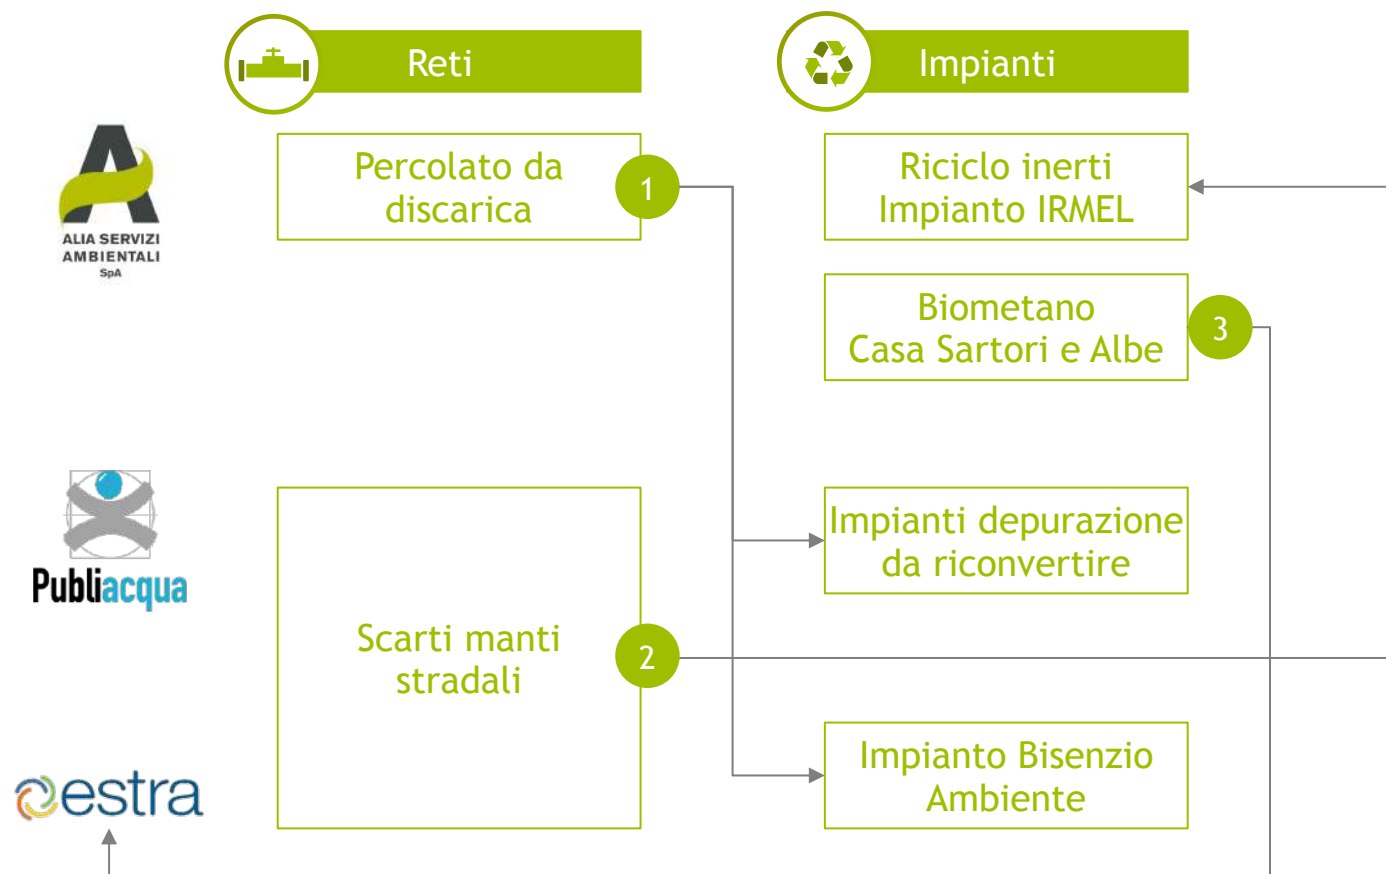 Reti
Impianti
ALIA SERVIZI
AMBIENTALI
SpA
Percolato da
discarica
1
Riciclo inerti
Impianto IRMEL
Biometano
Casa Sartori e Albe
3
Publiacqua
Scarti manti
stradali
2
Impianti depurazione
da riconvertire
estra
Impianto Bisenzio
Ambiente